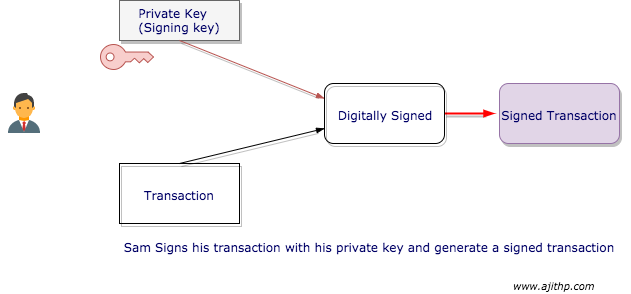 Private Key
(Signing key)
Digitally Signed
Signed Transaction
Transaction
Sam Signs his transaction with his private key and generate a signed transaction
www.ajithp.com